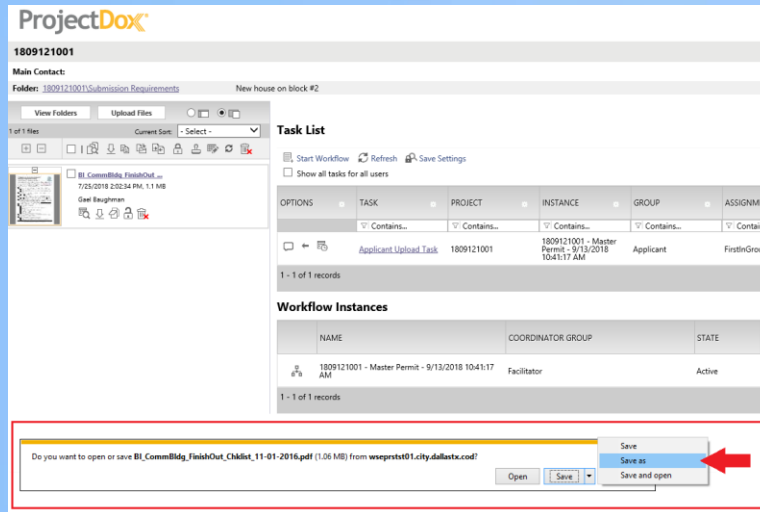 ProjectDox
1809121001
Main Contact:
Folder: 1809121001\Submission Requirements New house on block #2
View Folders Upload Files
1 of 1 files Current Sort: - Select -
BI_CommBldg_FinishOut_...
7/25/2018 2:02:34 PM, 1.1 MB
Gael Baughman
Task List
Start Workflow Refresh Save Settings
Show all tasks for all users
OPTIONS TASK PROJECT INSTANCE GROUP ASSIGNM
Contains... Contains... Contains... Contains... Contai
Applicant Upload Task 1809121001 1809121001 - Master Permit - 9/13/2018 10:41:17 AM Applicant FirstInGrou
1 - 1 of 1 records
Workflow Instances
NAME COORDINATOR GROUP STATE
1809121001 - Master Permit - 9/13/2018 10:41:17 AM Facilitator Active
1 - 1 of 1 records
Do you want to open or save BI_CommBldg_FinishOut_Chklist_11-01-2016.pdf (1.06 MB) from wseprstst01.city.dallastx.cod?
Open Save
Save
Save as
Save and open